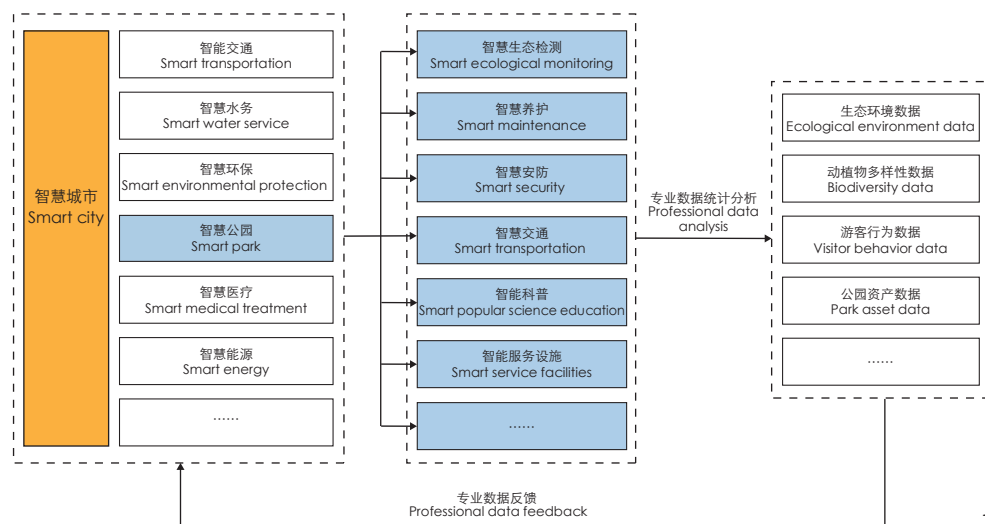 智慧城市
Smart city
智能交通
Smart transportation
智慧水务
Smart water service
智慧环保
Smart environmental protection
智慧公园
Smart park
智慧医疗
Smart medical treatment
智慧能源
Smart energy
……
智慧生态检测
Smart ecological monitoring
智慧养护
Smart maintenance
智慧安防
Smart security
智慧交通
Smart transportation
智能科普
Smart popular science education
智能服务设施
Smart service facilities
……
专业数据统计分析
Professional data
analysis
生态环境数据
Ecological environment data
动植物多样性数据
Biodiversity data
游客行为数据
Visitor behavior data
公园资产数据
Park asset data
……
专业数据反馈
Professional data feedback